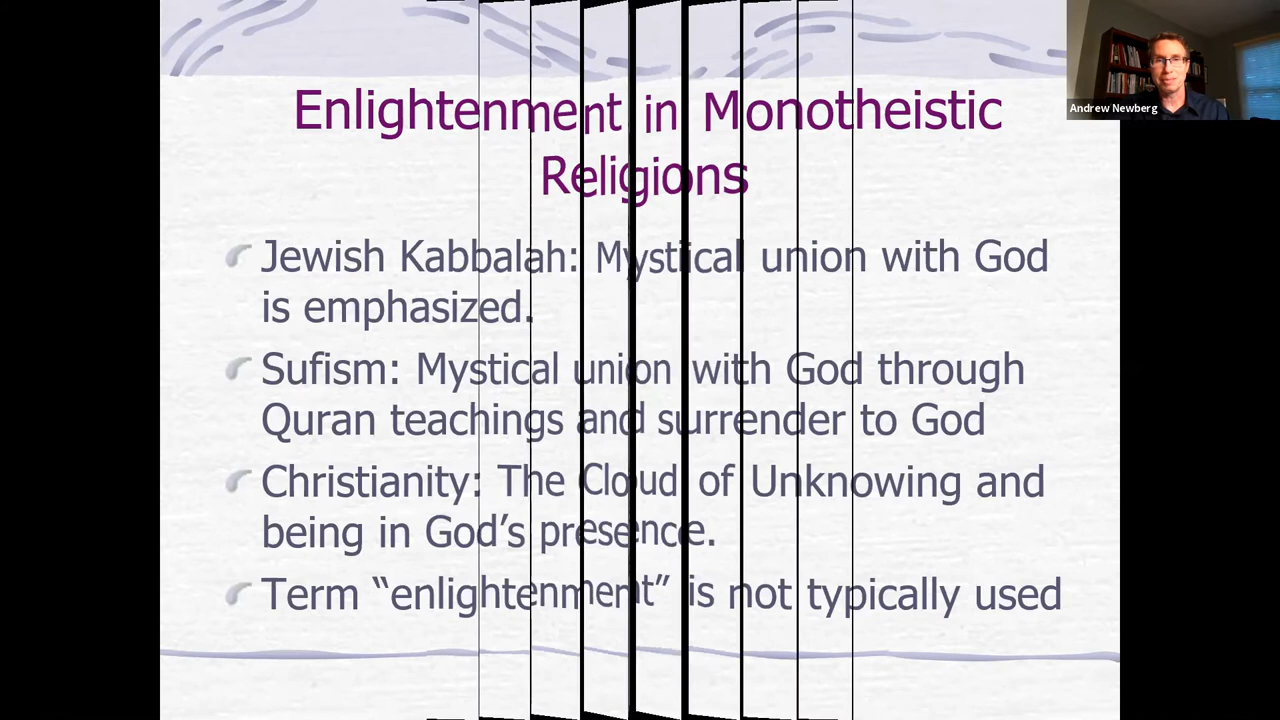 Enlightenment in Monotheistic
Religions
Andrew Newberg
Jewish Kabbalah: Mystical union with God
is emphasized.
Sufism: Mystical union with God through
Quran teachings and surrender to God
Christianity: The Cloud of Unknowing and
being in God’s presence.
Term “enlightenment” is not typically used